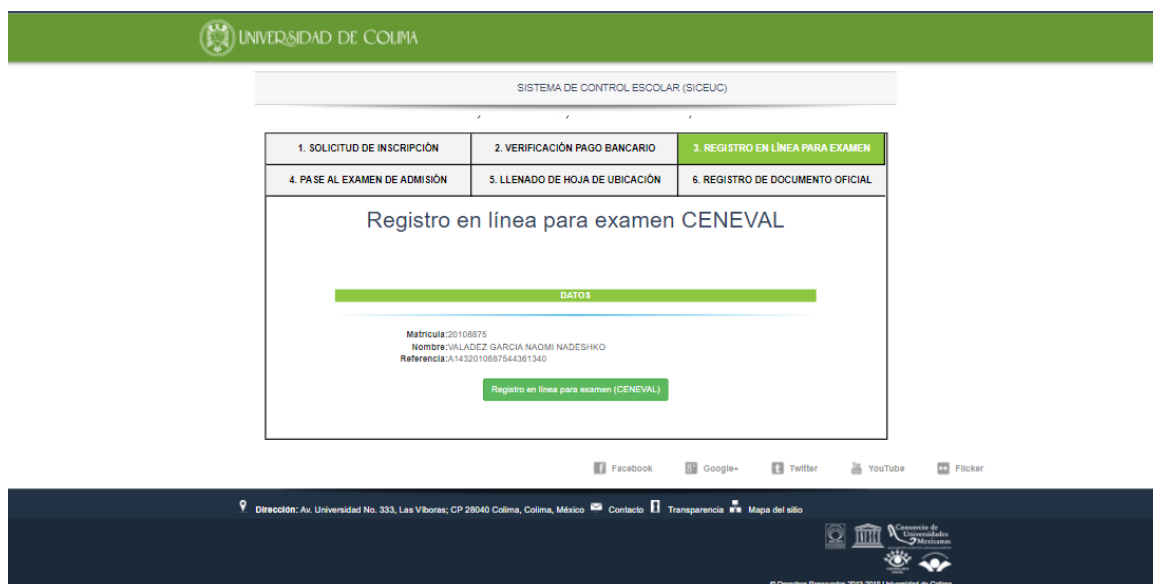 UNIVERSIDAD DE COLIMA
SISTEMA DE CONTROL ESCOLAR (SICEUC)
1. SOLICITUD DE INSCRIPCIÓN 2. VERIFICACIÓN PAGO BANCARIO 3. REGISTRO EN LÍNEA PARA EXAMEN
4. PASE AL EXAMEN DE ADMISIÓN 5. LLENADO DE HOJA DE UBICACIÓN 6. REGISTRO DE DOCUMENTO OFICIAL
Registro en línea para examen CENEVAL
DATOS
Matricula:20108875
Nombre:VALADEZ GARCIA NAOMI NADESHKO
Referencia:A1432010887544361340
Registro en línea para examen (CENEVAL)
Facebook Google+ Twitter YouTube Flicker
Dirección: Av. Universidad No. 333, Las Víboras; CP 28040 Colima, Colima, México Contacto Transparencia Mapa del sitio
Consorcio de
Universidades
Mexicanas